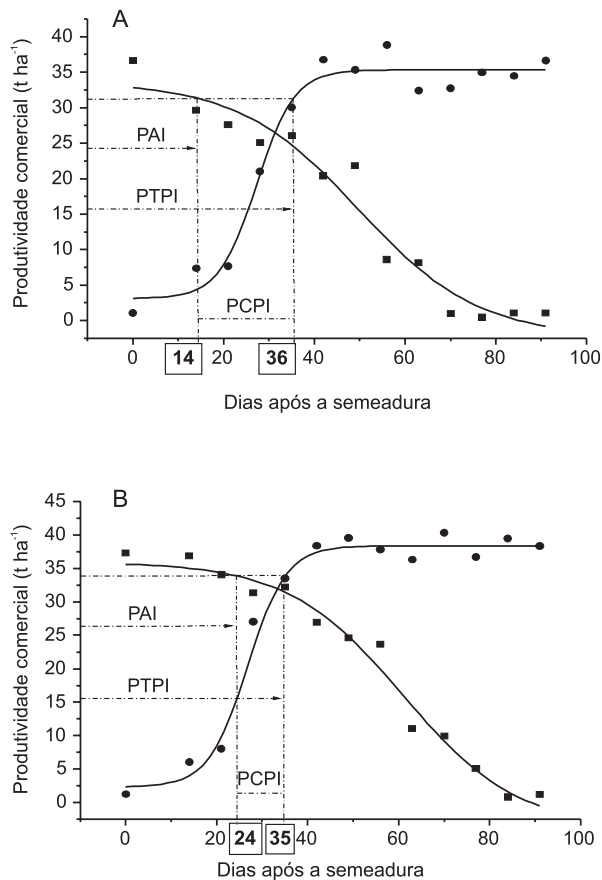 A
Produtividade comercial (t ha-1)
40
35
30
25
20
15
10
5
0
PAI
PTPI
PCPI
0 20 40 60 80 100
14 36
Dias após a semeadura
B
Produtividade comercial (t ha-1)
45
40
35
30
25
20
15
10
5
0
PAI
PTPI
PCPI
0 20 40 60 80 100
24 35
Dias após a semeadura